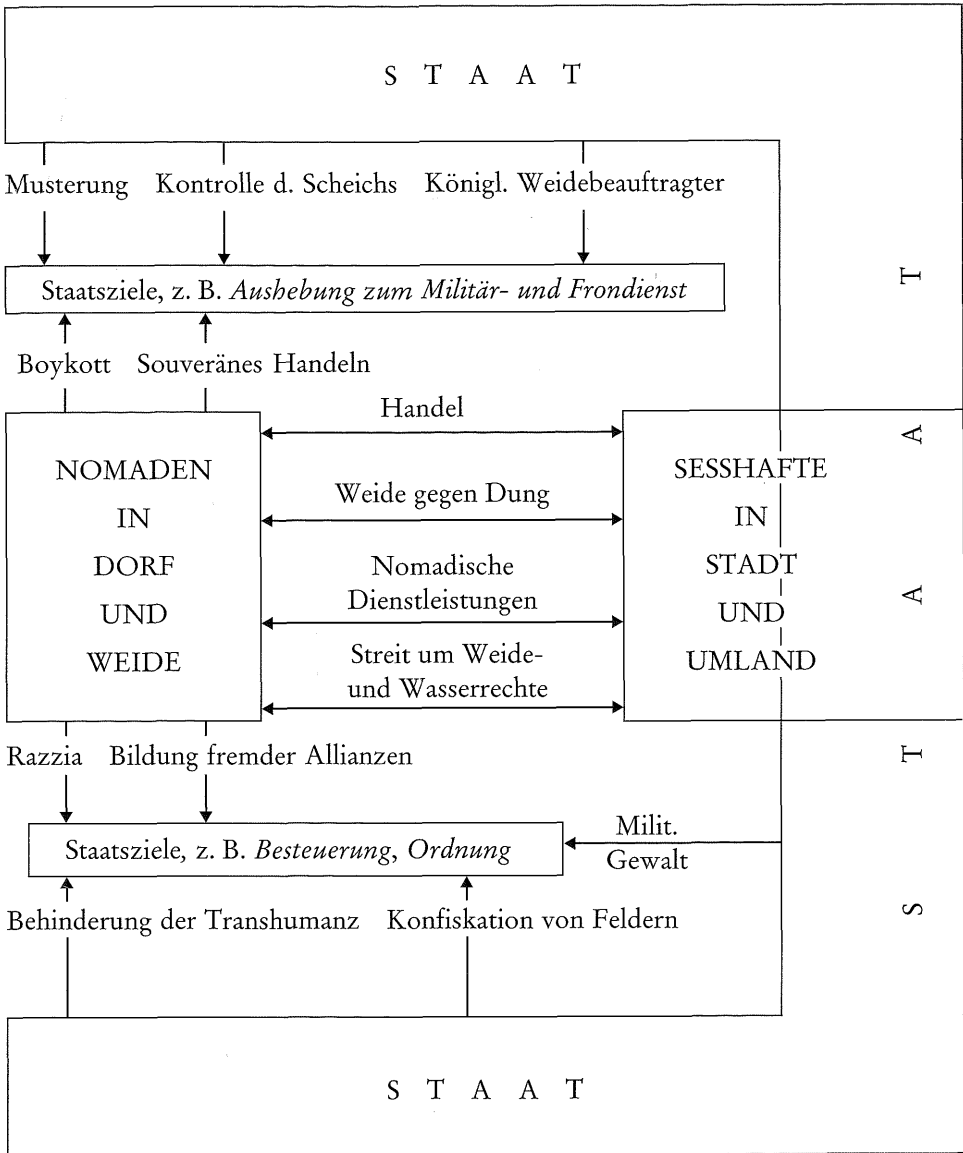 S T A A T
Musterung Kontrolle d. Scheichs Königl. Weidebeauftragter
Staatsziele, z. B. Aushebung zum Militär- und Frondienst
Boykott Souveränes Handeln
NOMADEN
IN
DORF
UND
WEIDE
Handel
Weide gegen Dung
Nomadische
Dienstleistungen
Streit um Weide-
und Wasserrechte
SESSHAFTE
IN
STADT
UND
UMLAND
S T A A T
Razzia Bildung fremder Allianzen
Staatsziele, z. B. Besteuerung, Ordnung
Milit.
Gewalt
Behinderung der Transhumanz Konfiskation von Feldern
S T A A T